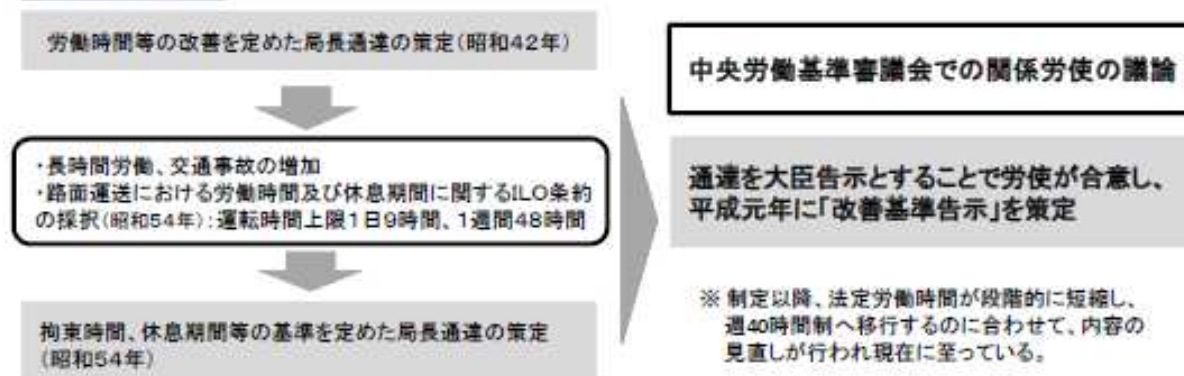 労働時間等の改善を定めた局長通達の策定(昭和42年)
・長時間労働、交通事故の増加
・路面運送における労働時間及び休息期間に関するILO条約
の採択(昭和54年):運転時間上限1日9時間、1週間48時間
拘束時間、休息期間等の基準を定めた局長通達の策定
(昭和54年)
中央労働基準審議会での関係労使の議論
通達を大臣告示とすることで労使が合意し、
平成元年に「改善基準告示」を策定
※ 制定以降、法定労働時間が段階的に短縮し、
週40時間制へ移行するのに合わせて、内容の
見直しが行われ現在に至っている。